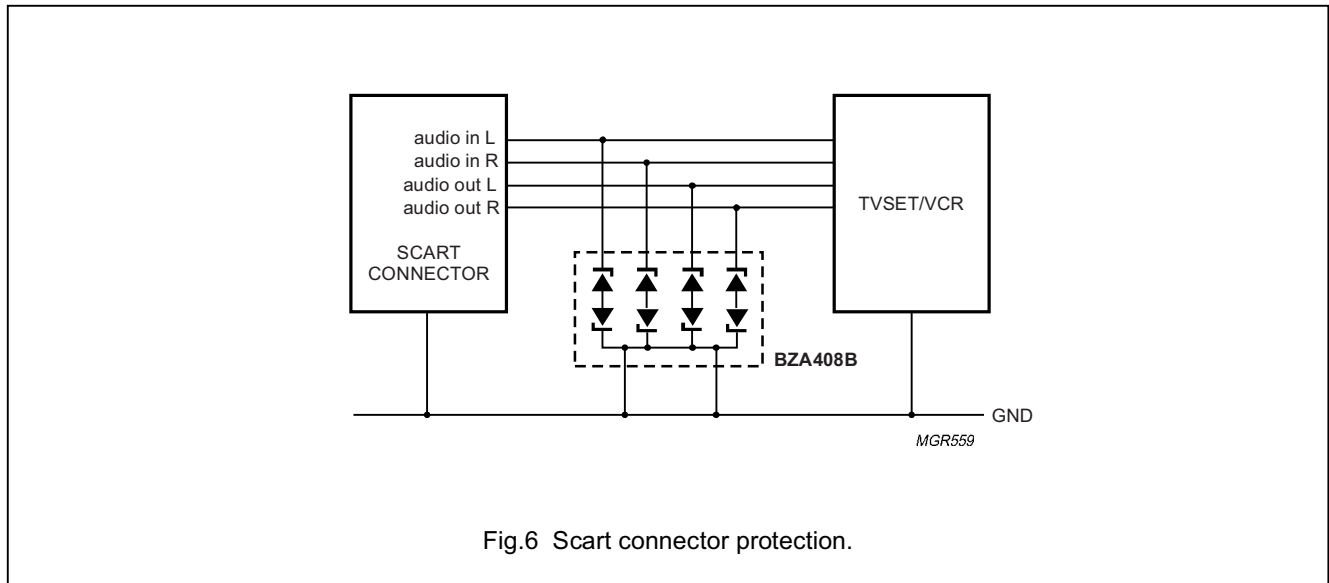 audio in L
audio in R
audio out L
audio out R
SCART
CONNECTOR
TVSET/VCR
BZA408B
GND
MGR559
Fig.6 Scart connector protection.